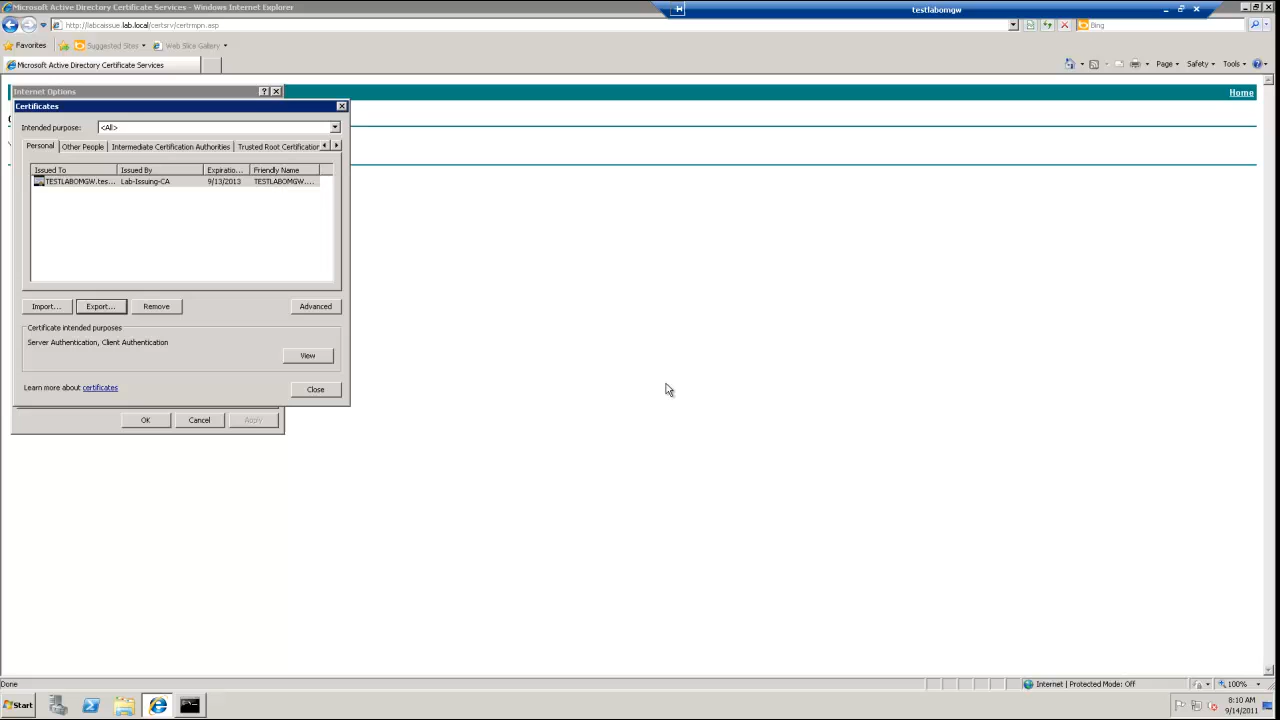 Microsoft Active Directory Certificate Services - Windows Internet Explorer
testlabomgw
http://labcaissue.lab.local/certsrv/certrmpn.asp
Bing
Favorites
Suggested Sites
Web Slice Gallery
Microsoft Active Directory Certificate Services
Page
Safety
Tools
Internet Options
Home
Certificates
Intended purpose:
<All>
Personal
Other People
Intermediate Certification Authorities
Trusted Root Certification
Issued To
Issued By
Expiratio...
Friendly Name
TESTLABOMGW.tes...
Lab-Issuing-CA
9/13/2013
TESTLABOMGW....
Import...
Export...
Remove
Advanced
Certificate intended purposes
Server Authentication, Client Authentication
View
Learn more about certificates
Close
OK
Cancel
Apply
Done
Internet | Protected Mode: Off
100%
Start
8:10 AM
9/14/2011